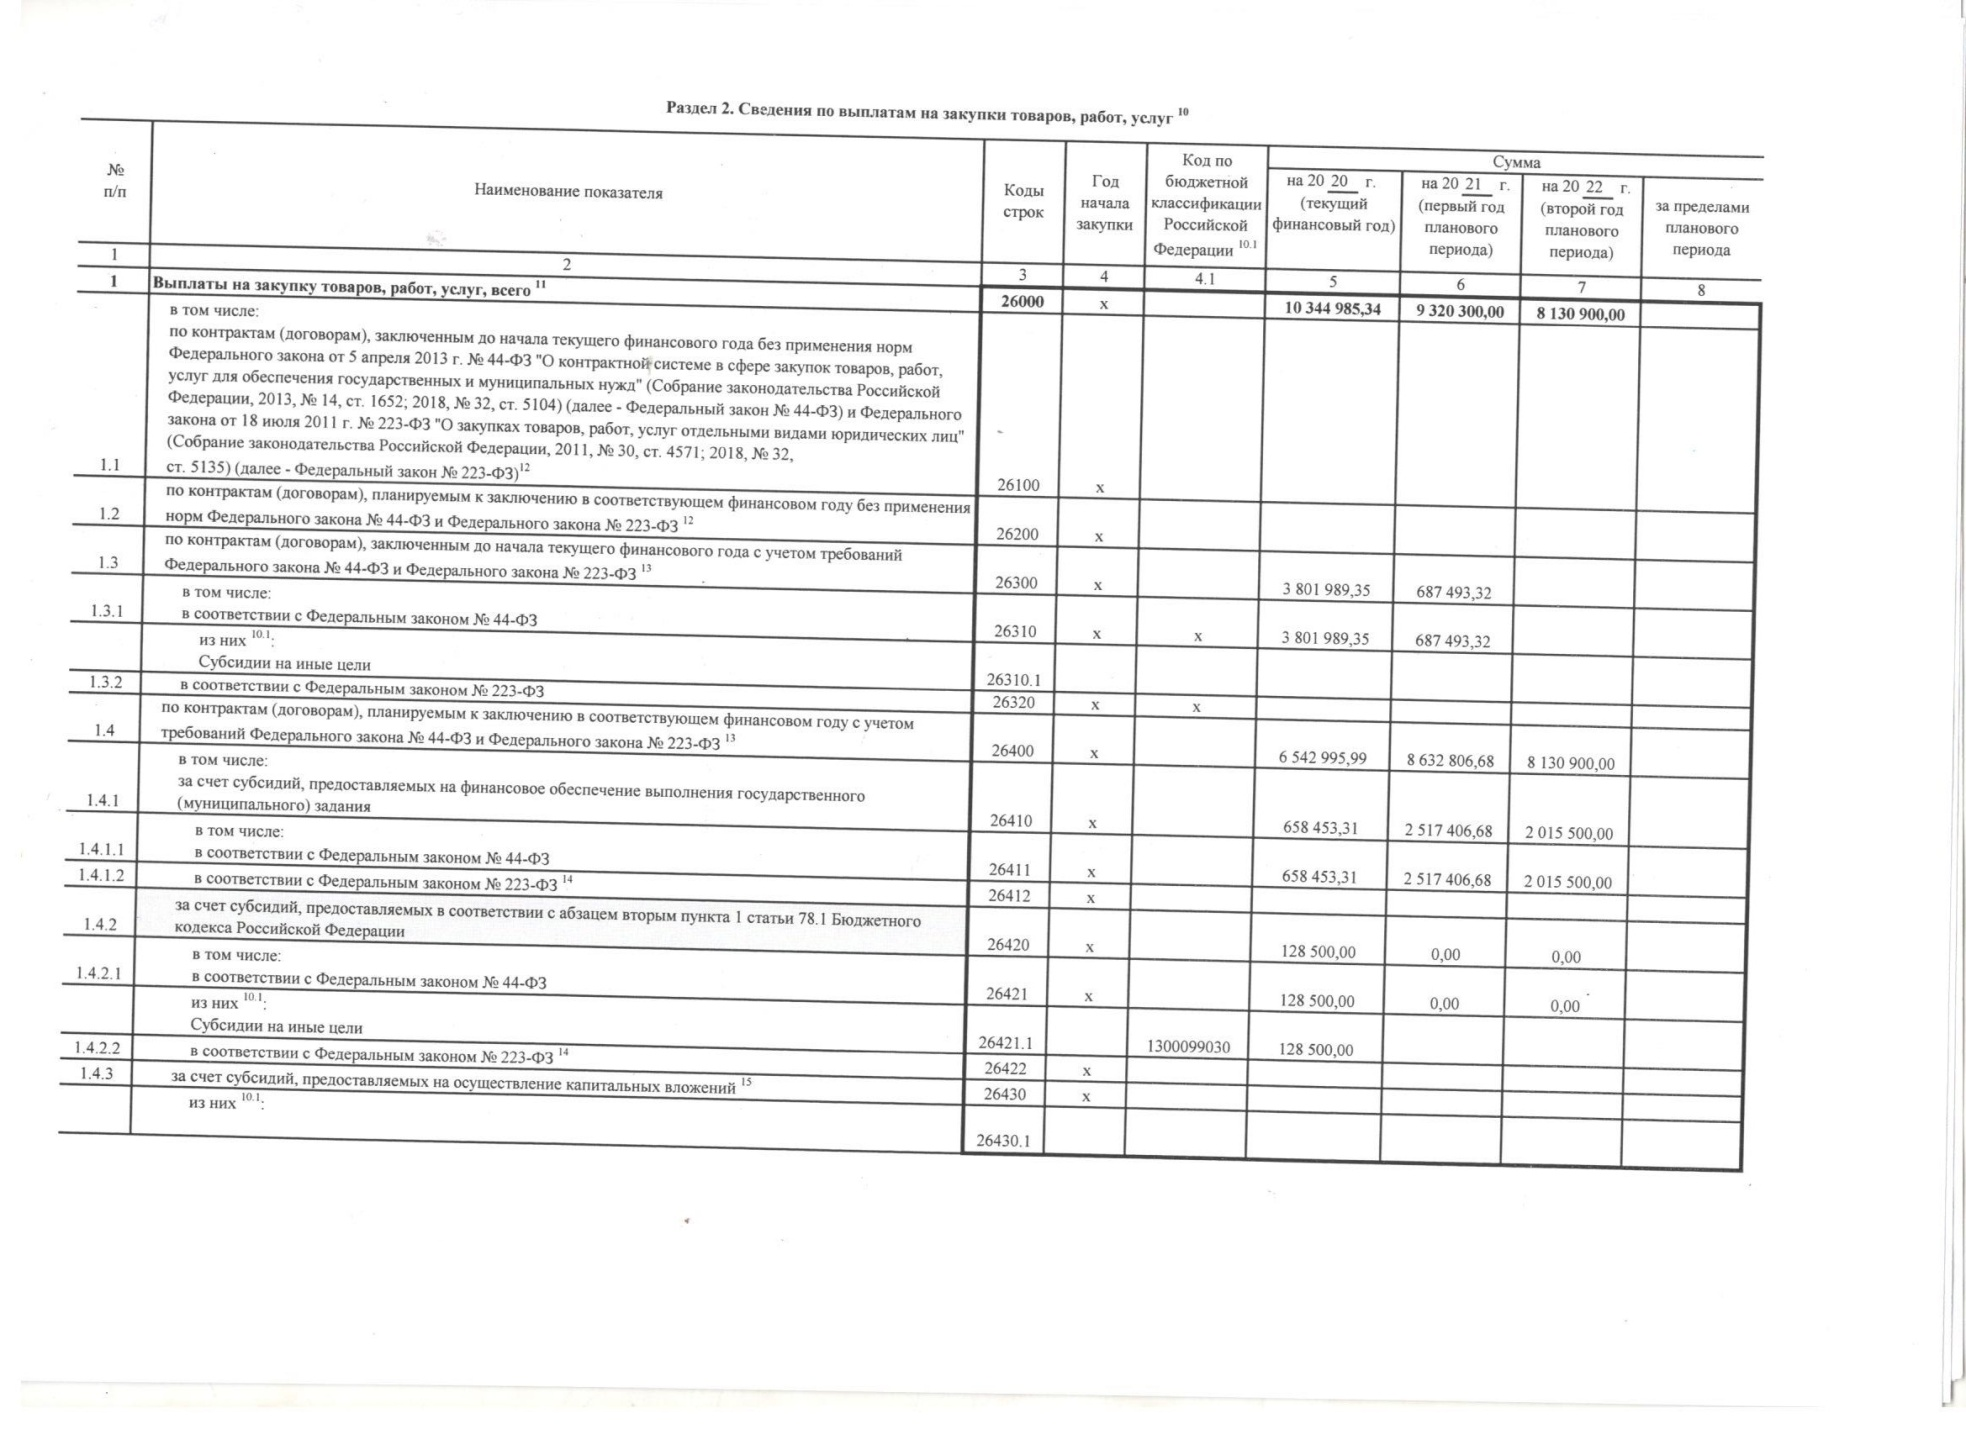 Раздел 2. Сведения по выплатам на закупки товаров, работ, услуг 10
№ п/п
Наименование показателя
Коды строк
Год начала закупки
Код по бюджетной классификации Российской Федерации 10.1
Сумма
на 20 20 г. (текущий финансовый год)
на 20 21 г. (первый год планового периода)
на 20 22 г. (второй год планового периода)
за пределами планового периода
1 2 3 4 4.1 5 6 7 8
1 Выплаты на закупку товаров, работ, услуг, всего 11 26000 х 10 344 985,34 9 320 300,00 8 130 900,00
в том числе:
по контрактам (договорам), заключенным до начала текущего финансового года без применения норм
Федерального закона от 5 апреля 2013 г. № 44-ФЗ "О контрактной системе в сфере закупок товаров, работ,
услуг для обеспечения государственных и муниципальных нужд" (Собрание законодательства Российской
Федерации, 2013, № 14, ст. 1652; 2018, № 32, ст. 5104) (далее - Федеральный закон № 44-ФЗ) и Федерального
закона от 18 июля 2011 г. № 223-ФЗ "О закупках товаров, работ, услуг отдельными видами юридических лиц"
(Собрание законодательства Российской Федерации, 2011, № 30, ст. 4571; 2018, № 32,
1.1 ст. 5135) (далее - Федеральный закон № 223-ФЗ)12 26100 х
по контрактам (договорам), планируемым к заключению в соответствующем финансовом году без применения
1.2 норм Федерального закона № 44-ФЗ и Федерального закона № 223-ФЗ 12 26200 х
по контрактам (договорам), заключенным до начала текущего финансового года с учетом требований
1.3 Федерального закона № 44-ФЗ и Федерального закона № 223-ФЗ 13 26300 х 3 801 989,35 687 493,32
в том числе:
1.3.1 в соответствии с Федеральным законом № 44-ФЗ 26310 х х 3 801 989,35 687 493,32
из них 10.1:
Субсидии на иные цели 26310.1
1.3.2 в соответствии с Федеральным законом № 223-ФЗ 26320 х х
по контрактам (договорам), планируемым к заключению в соответствующем финансовом году с учетом
1.4 требований Федерального закона № 44-ФЗ и Федерального закона № 223-ФЗ 13 26400 х 6 542 995,99 8 632 806,68 8 130 900,00
в том числе:
за счет субсидий, предоставляемых на финансовое обеспечение выполнения государственного
1.4.1 (муниципального) задания 26410 х 658 453,31 2 517 406,68 2 015 500,00
в том числе:
1.4.1.1 в соответствии с Федеральным законом № 44-ФЗ 26411 х 658 453,31 2 517 406,68 2 015 500,00
1.4.1.2 в соответствии с Федеральным законом № 223-ФЗ 14 26412 х
за счет субсидий, предоставляемых в соответствии с абзацем вторым пункта 1 статьи 78.1 Бюджетного
1.4.2 кодекса Российской Федерации 26420 х 128 500,00 0,00 0,00
в том числе:
1.4.2.1 в соответствии с Федеральным законом № 44-ФЗ 26421 х 128 500,00 0,00 0,00
из них 10.1:
Субсидии на иные цели 26421.1 1300099030 128 500,00
1.4.2.2 в соответствии с Федеральным законом № 223-ФЗ 14 26422 х
1.4.3 за счет субсидий, предоставляемых на осуществление капитальных вложений 15 26430 х
из них 10.1:
26430.1